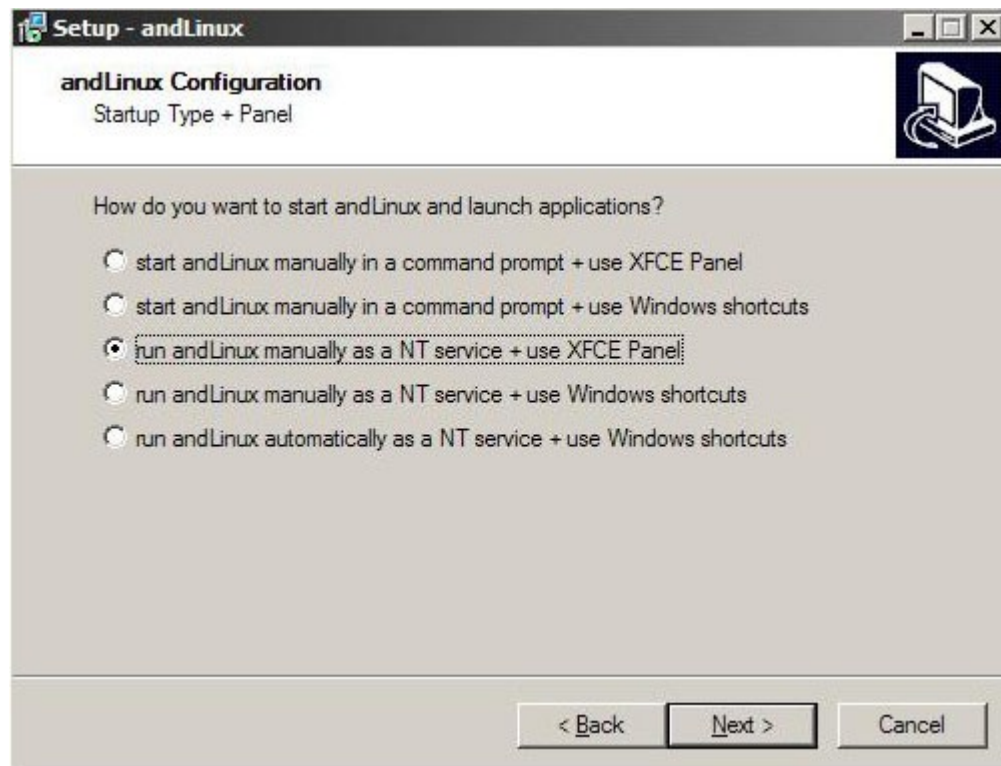 Setup - andLinux
andLinux Configuration
Startup Type + Panel
How do you want to start andLinux and launch applications?
start andLinux manually in a command prompt + use XFCE Panel
start andLinux manually in a command prompt + use Windows shortcuts
run andLinux manually as a NT service + use XFCE Panel
run andLinux manually as a NT service + use Windows shortcuts
run andLinux automatically as a NT service + use Windows shortcuts
< Back Next > Cancel